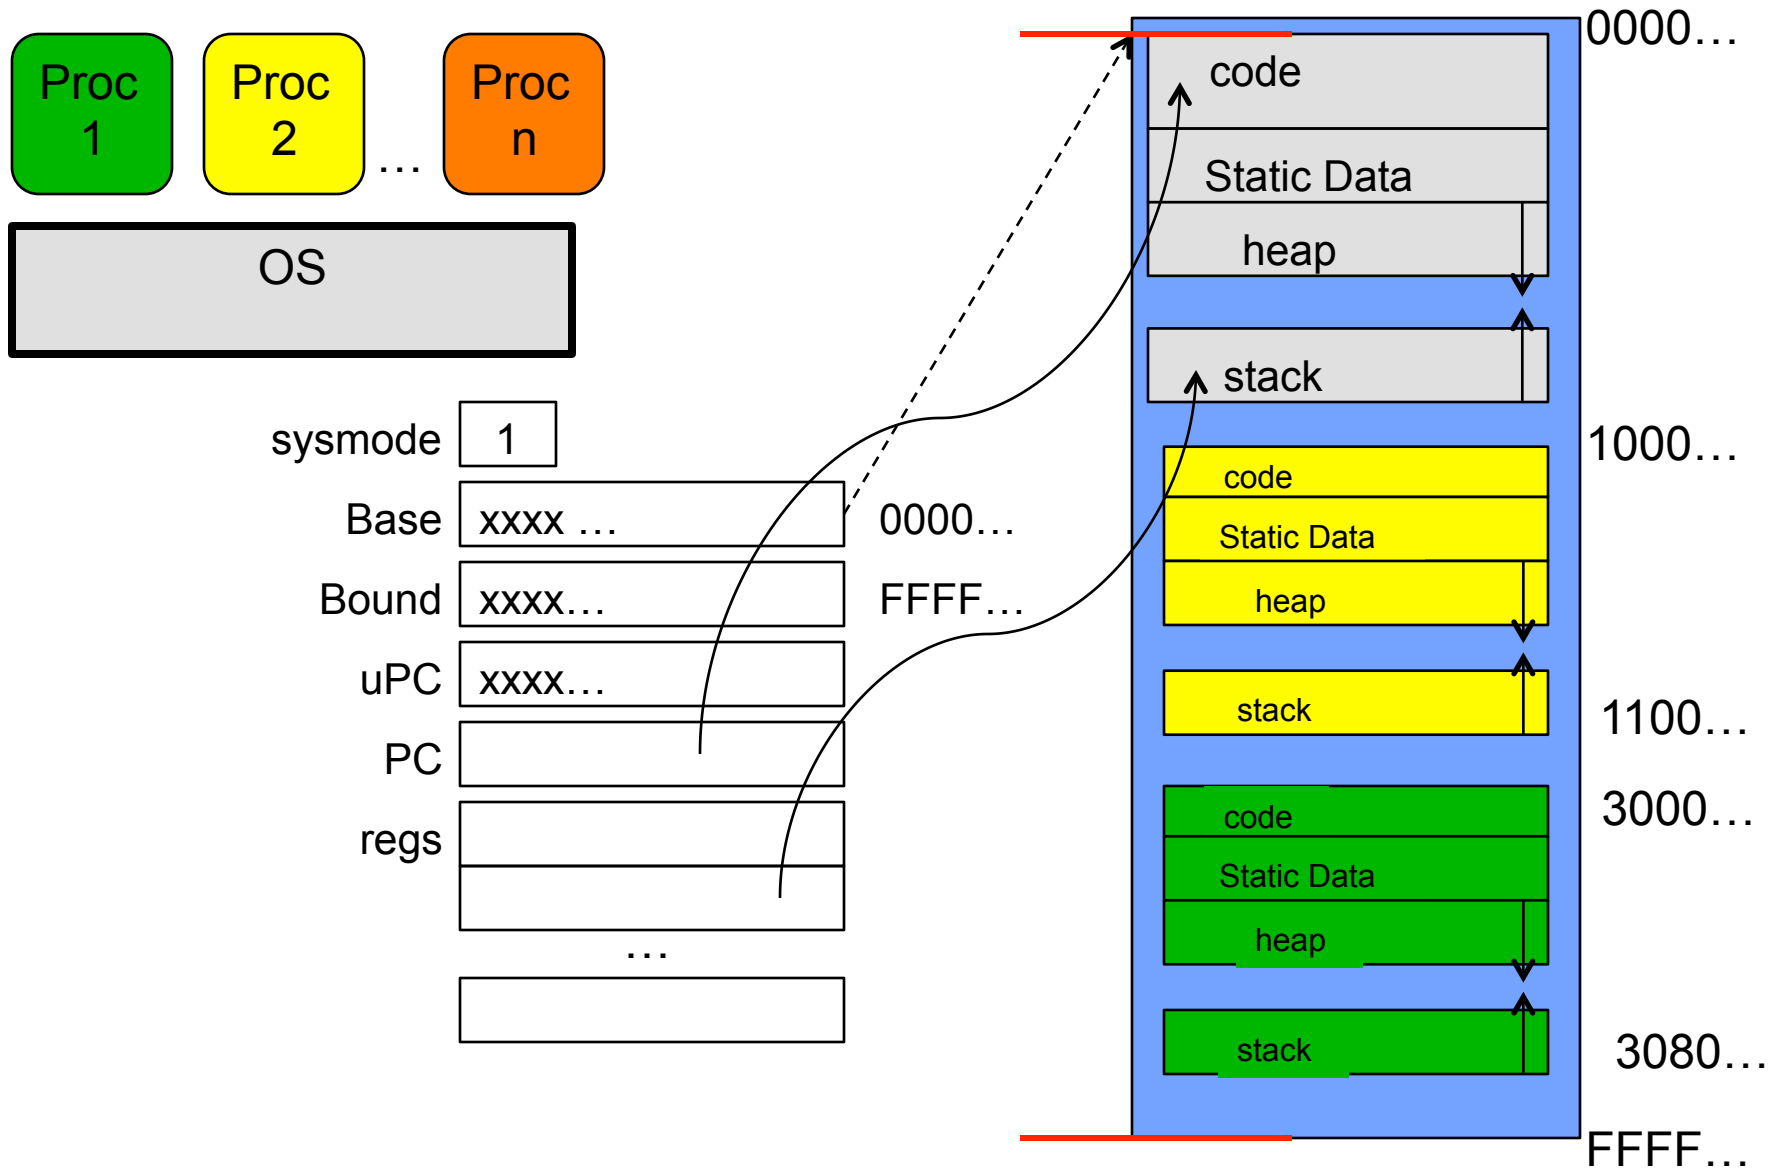 Proc
1
Proc
2
…
Proc
n
OS
sysmode 1
Base xxxx … 0000…
Bound xxxx… FFFF…
uPC xxxx…
PC
regs
…
0000…
code
Static Data
heap
stack
1000…
code
Static Data
heap
stack
1100…
3000…
code
Static Data
heap
stack
3080…
FFFF…